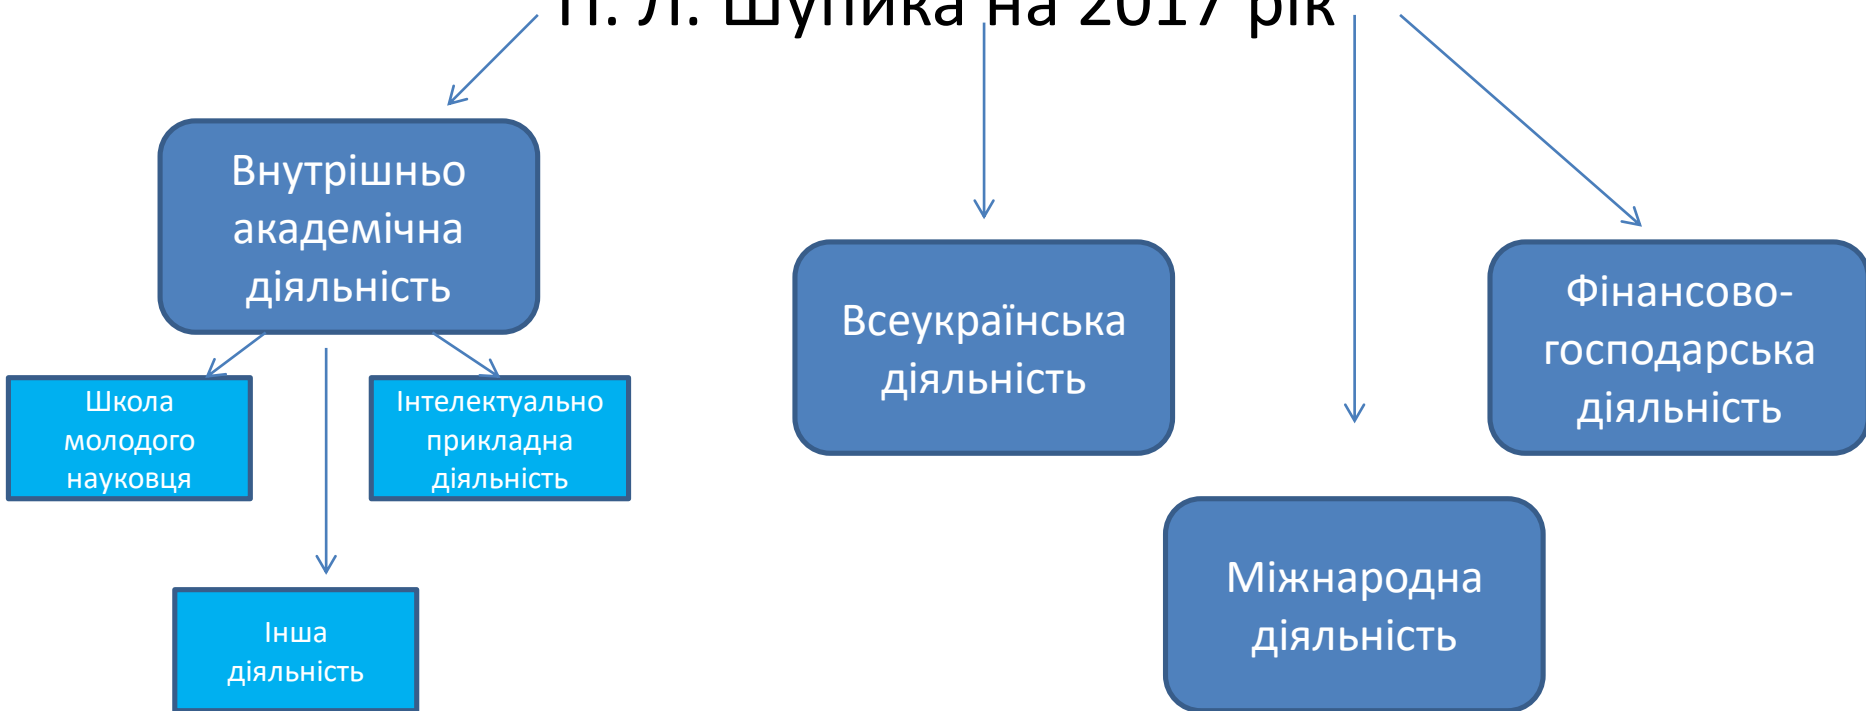 П. Л. Шупика на 2017 рік
Внутрішньо
академічна
діяльність
Школа
молодого
науковця
Інтелектуально
прикладна
діяльність
Інша
діяльність
Всеукраїнська
діяльність
Міжнародна
діяльність
Фінансово-
господарська
діяльність